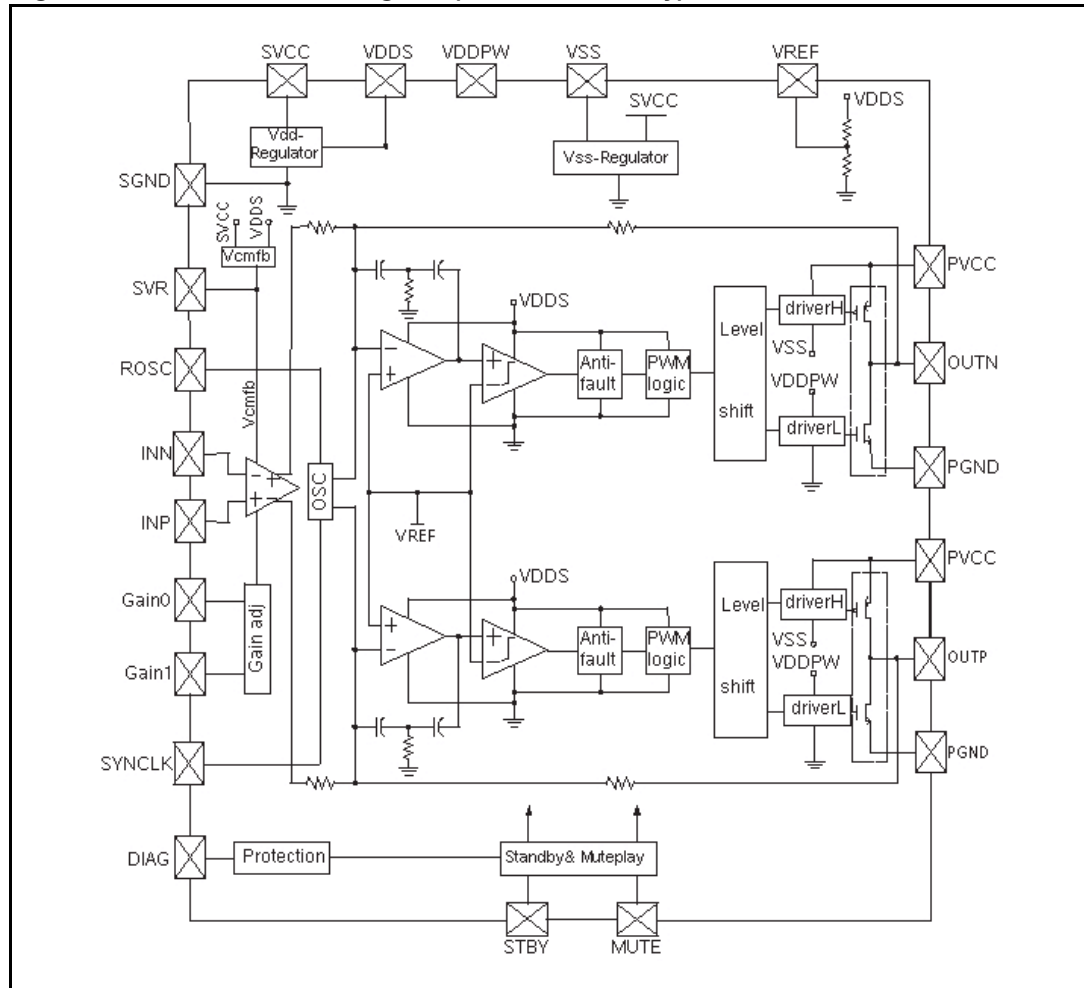 SVCC VDDS VDDPW VSS VREF
SVCC
VDDS
Vdd-
Regulator
Vss-Regulator
SGND
SVCC
VDDS
Vcmfb
SVR
PVCC
VDDS
Level
shift
driverH
VSS
VDDPW
driverL
ROSC
OUTN
Anti-
fault
PWM
logic
Vcmfb
INN
PGND
OSC
INP
VREF
PVCC
VDDS
Level
shift
driverH
VSS
VDDPW
driverL
Gain0
Gain adj
Anti-
fault
PWM
logic
OUTP
Gain1
SYNCLK
PGND
DIAG
Protection
Standby& Muteplay
STBY
MUTE